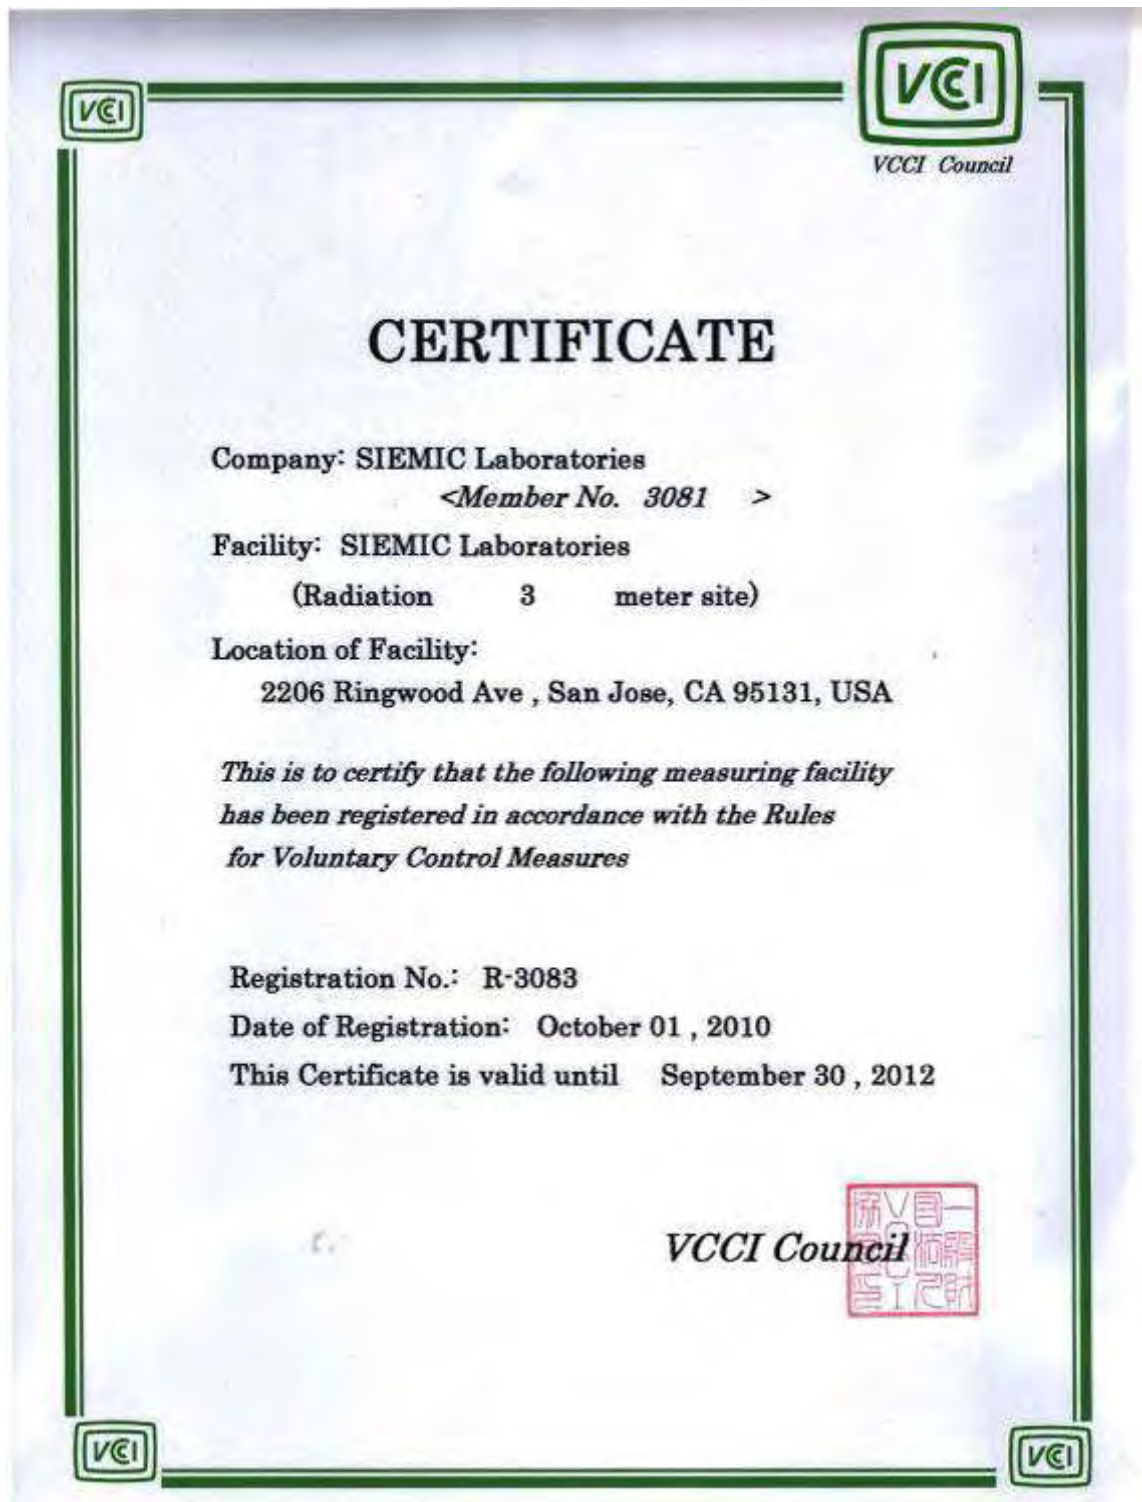 VCCI
VCCI
VCCI Council
CERTIFICATE
Company: SIEMIC Laboratories
<Member No. 3081 >
Facility: SIEMIC Laboratories
(Radiation 3 meter site)
Location of Facility:
2206 Ringwood Ave , San Jose, CA 95131, USA
This is to certify that the following measuring facility
has been registered in accordance with the Rules
for Voluntary Control Measures
Registration No.: R-3083
Date of Registration: October 01 , 2010
This Certificate is valid until September 30 , 2012
VCCI Council
VCCI
VCCI